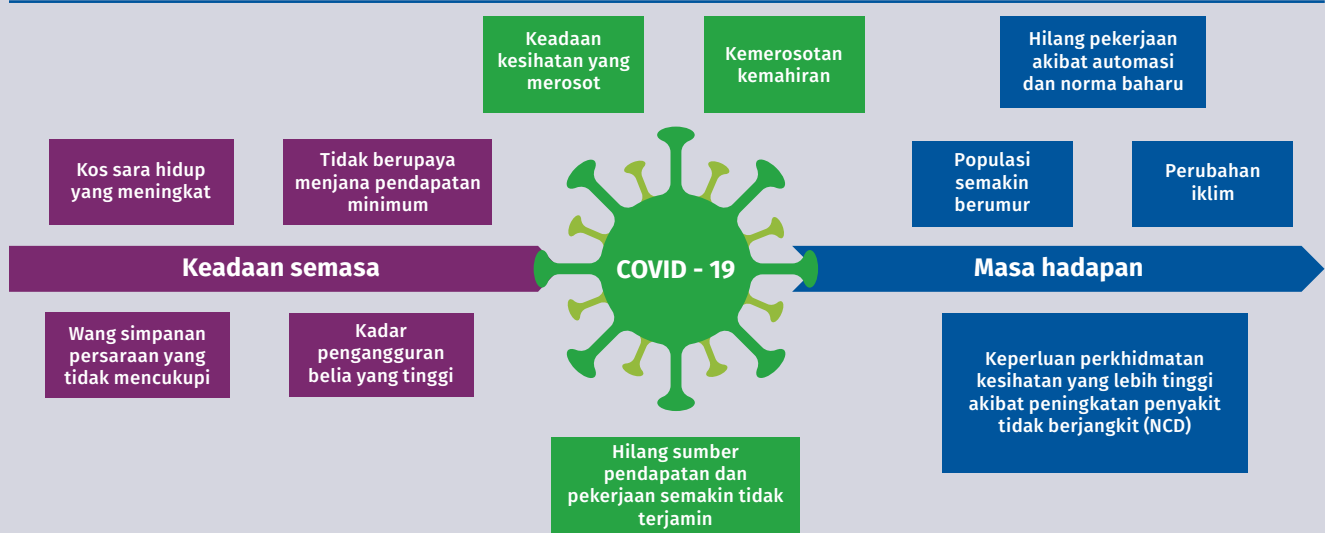 Keadaan
kesihatan yang
merosot
Kemerosotan
kemahiran
Hilang pekerjaan
akibat automasi
dan norma baharu
Kos sara hidup
yang meningkat
Tidak berupaya
menjana pendapatan
minimum
Populasi
semakin
berumur
Perubahan
iklim
Keadaan semasa
COVID - 19
Masa hadapan
Wang simpanan
persaraan yang
tidak mencukupi
Kadar
pengangguran
belia yang tinggi
Keperluan perkhidmatan
kesihatan yang lebih tinggi
akibat peningkatan penyakit
tidak berjangkit (NCD)
Hilang sumber
pendapatan dan
pekerjaan semakin tidak
terjamin